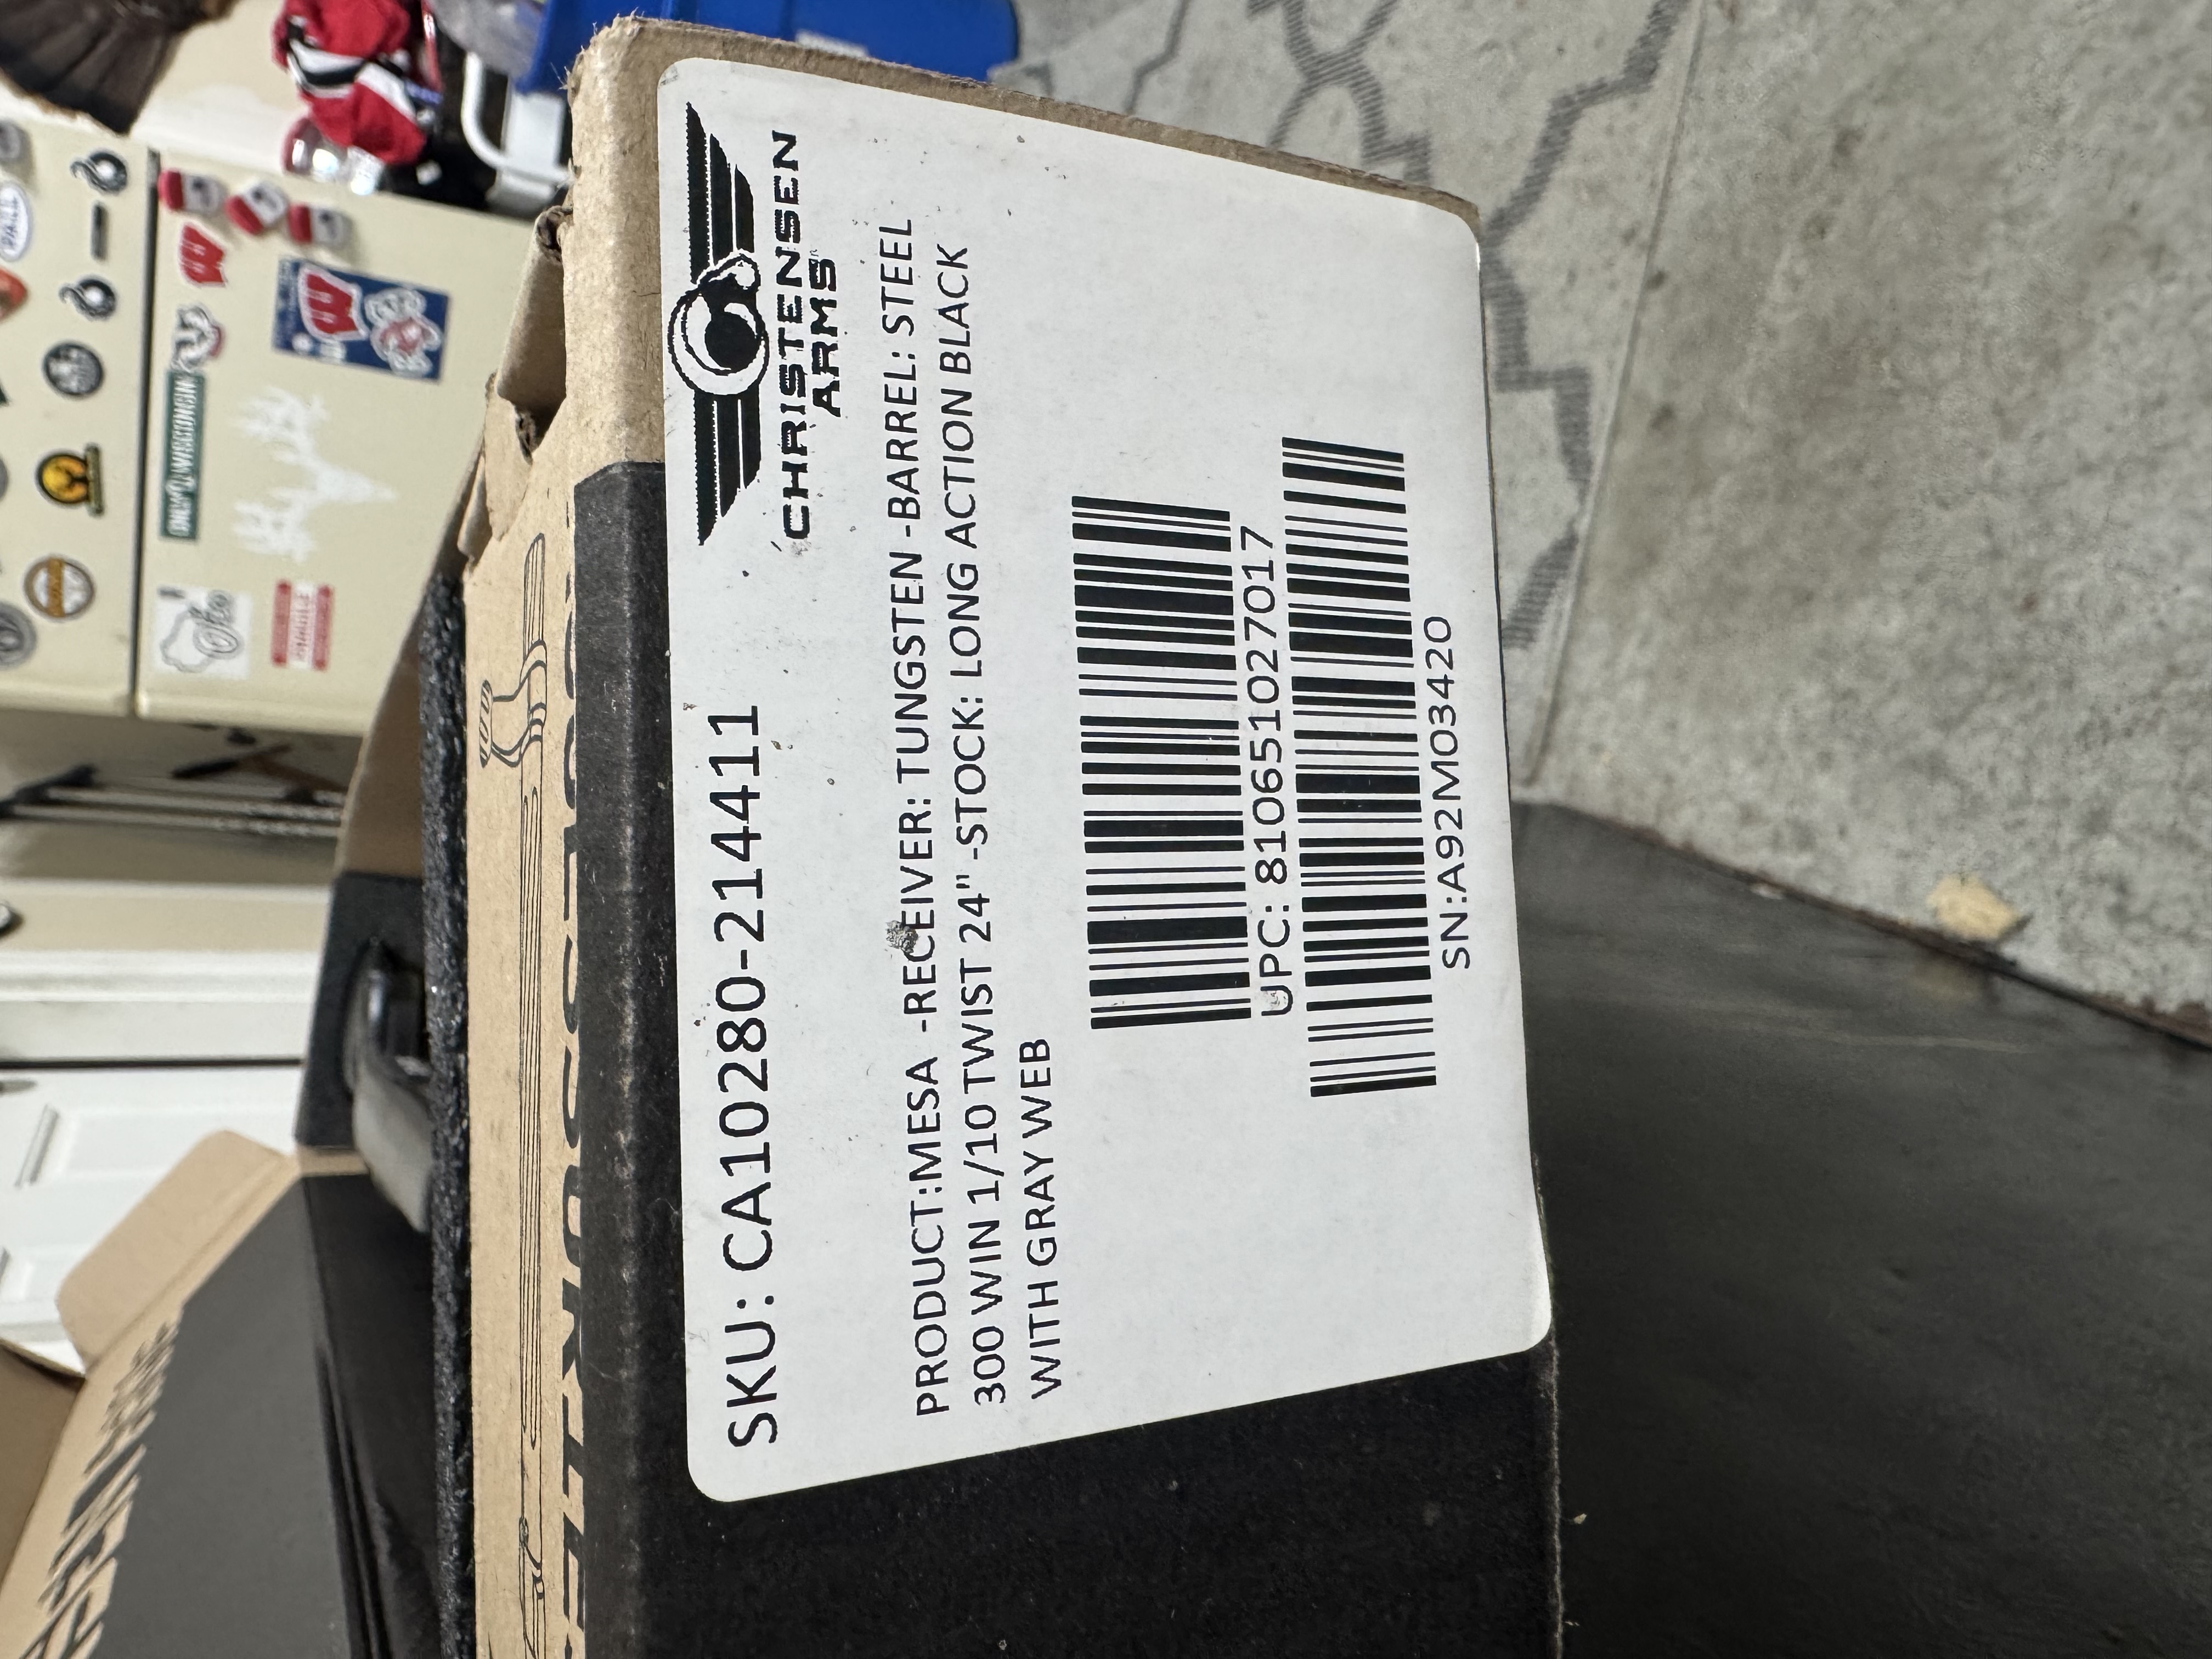 CHRISTENSEN
ARMS
SKU: CA10280-214411
PRODUCT:MESA -RECEIVER: TUNGSTEN -BARREL: STEEL
300 WIN 1/10 TWIST 24" -STOCK: LONG ACTION BLACK
WITH GRAY WEB
UPC: 810651027017
SN:A92M03420